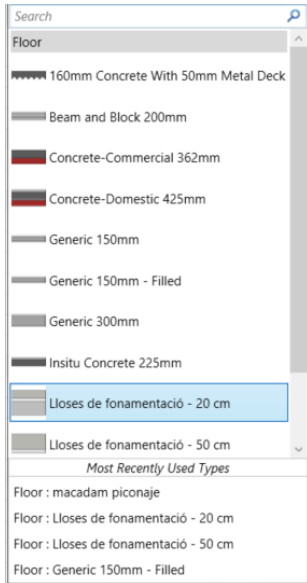 Search
Floor
160mm Concrete With 50mm Metal Deck
Beam and Block 200mm
Concrete-Commercial 362mm
Concrete-Domestic 425mm
Generic 150mm
Generic 150mm - Filled
Generic 300mm
Insitu Concrete 225mm
Lloses de fonamentació - 20 cm
Lloses de fonamentació - 50 cm
Most Recently Used Types
Floor : macadam piconaje
Floor : Lloses de fonamentació - 20 cm
Floor : Lloses de fonamentació - 50 cm
Floor : Generic 150mm - Filled